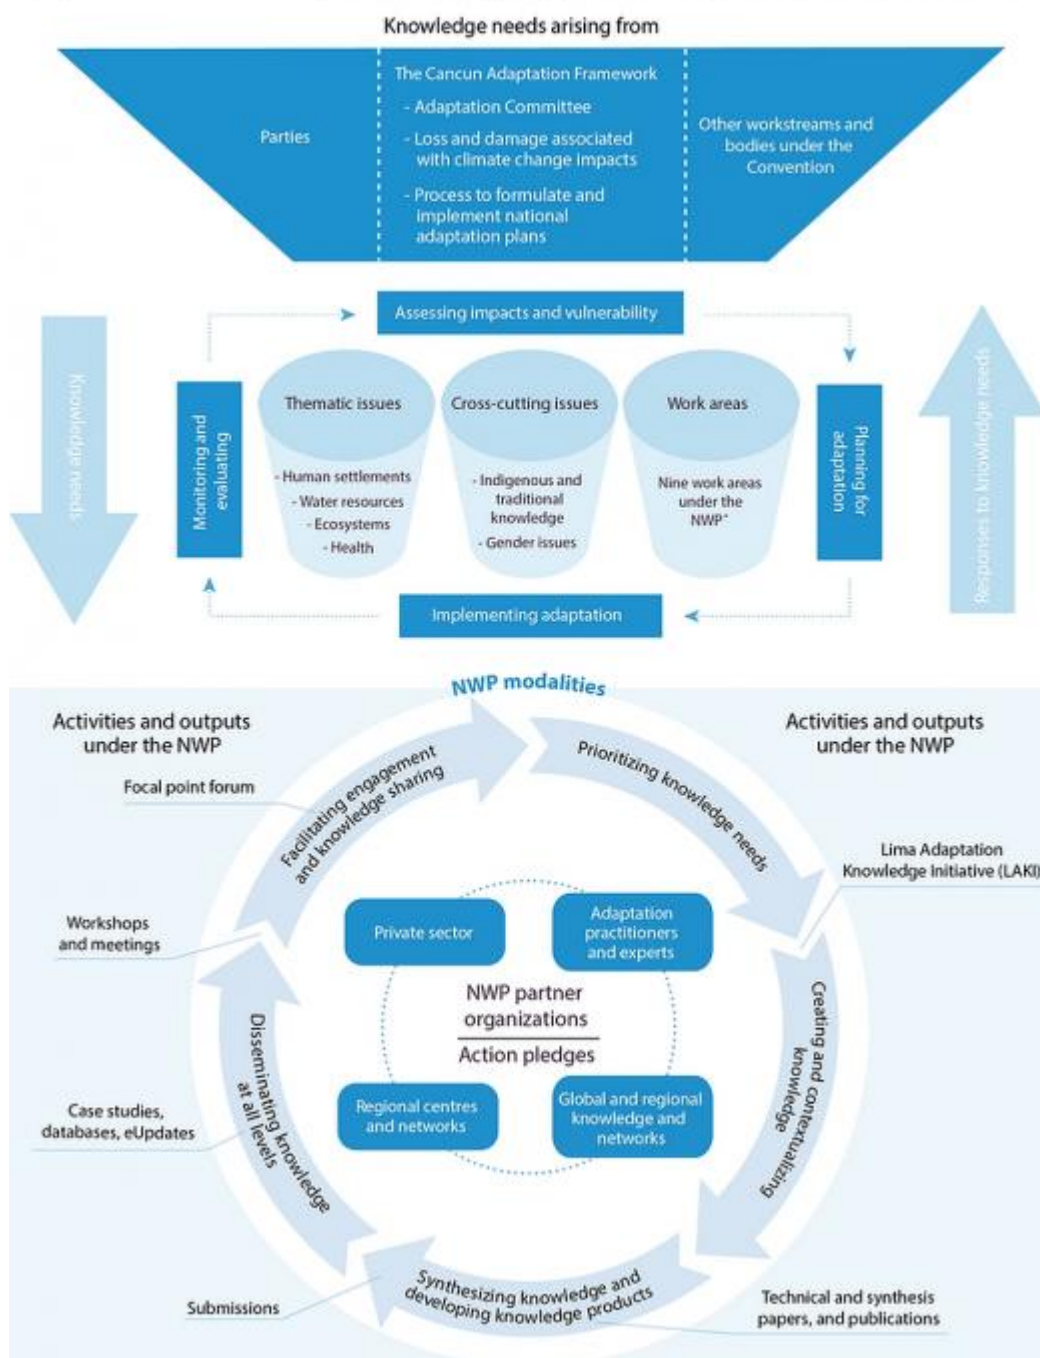 Knowledge needs arising from
Parties
The Cancun Adaptation Framework
- Adaptation Committee
- Loss and damage associated
with climate change impacts
- Process to formulate and
implement national
adaptation plans
Other workstreams and
bodies under the
Convention
Knowledge needs
Monitoring and
evaluating
Assessing impacts and vulnerability
Thematic issues
- Human settlements
- Water resources
- Ecosystems
- Health
Cross-cutting issues
- Indigenous and
traditional
knowledge
- Gender issues
Work areas
Nine work areas
under the
NWP*
Planning for
adaptation
Responses to knowledge needs
Implementing adaptation
NWP modalities
Activities and outputs
under the NWP
Activities and outputs
under the NWP
Focal point forum
Facilitating engagement
and knowledge sharing
Prioritizing knowledge needs
Lima Adaptation
Knowledge Initiative (LAKI)
Workshops
and meetings
Private sector
Adaptation
practitioners
and experts
NWP partner
organizations
Action pledges
Regional centres
and networks
Global and regional
knowledge and
networks
Creating and contextualizing
knowledge
Disseminating knowledge
at all levels
Case studies,
databases, eUpdates
Synthesizing knowledge and
developing knowledge products
Submissions
Technical and synthesis
papers, and publications